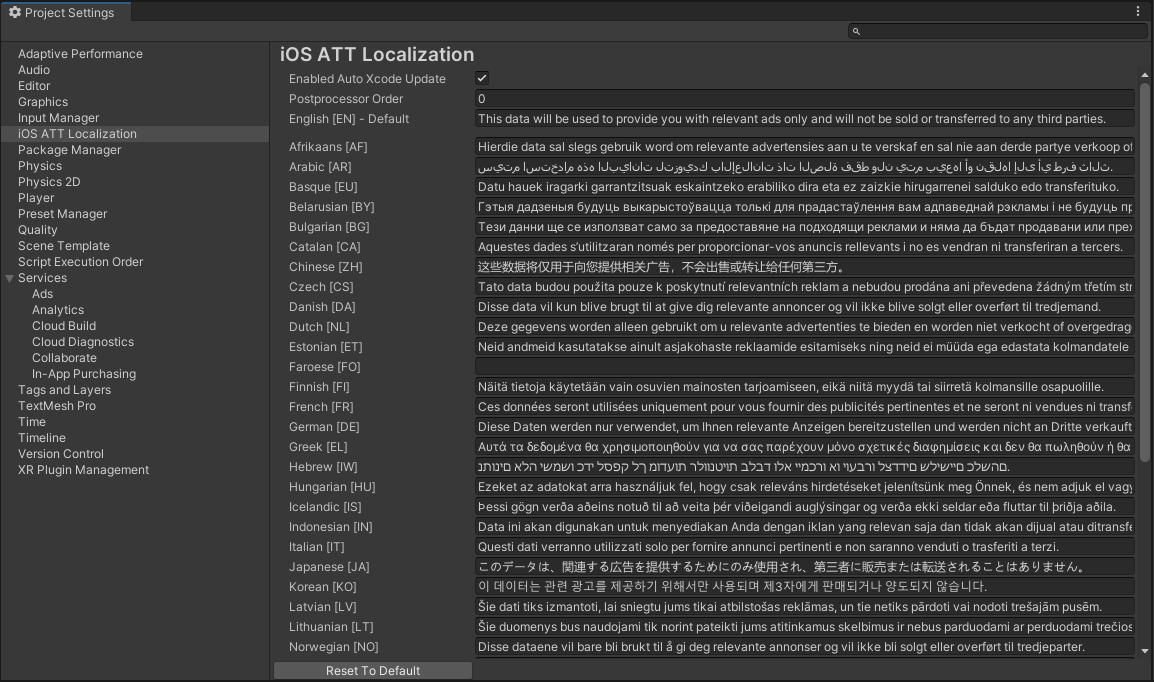 Project Settings
Adaptive Performance
Audio
Editor
Graphics
Input Manager
iOS ATT Localization
Package Manager
Physics
Physics 2D
Player
Preset Manager
Quality
Scene Template
Script Execution Order
Services
Ads
Analytics
Cloud Build
Cloud Diagnostics
Collaborate
In-App Purchasing
Tags and Layers
TextMesh Pro
Time
Timeline
Version Control
XR Plugin Management
iOS ATT Localization
Enabled Auto Xcode Update
Postprocessor Order 0
English [EN] - Default This data will be used to provide you with relevant ads only and will not be sold or transferred to any third parties.
Afrikaans [AF] Hierdie data sal slegs gebruik word om relevante advertensies aan u te verskaf en sal nie aan derde partye verkoop of
Arabic [AR] سيتم استخدام هذه البيانات لتزويدك بالإعلانات ذات الصلة فقط ولن يتم بيعها أو نقلها إلى أي طرف ثالث.
Basque [EU] Datu hauek iragarki garrantzitsuak eskaintzeko erabiliko dira eta ez zaizkie hirugarrenei salduko edo transferituko.
Belarusian [BY] Гэтыя дадзеныя будуць выкарыстоўвацца толькі для прадастаўлення вам адпаведнай рэкламы і не будуць пр
Bulgarian [BG] Тези данни ще се използват само за предоставяне на подходящи реклами и няма да бъдат продавани или прех
Catalan [CA] Aquestes dades s’utilitzaran només per proporcionar-vos anuncis rellevants i no es vendran ni transferiran a tercers.
Chinese [ZH] 这些数据将仅用于向您提供相关广告，不会出售或转让给任何第三方。
Czech [CS] Tato data budou použita pouze k poskytnutí relevantních reklam a nebudou prodána ani převedena žádným třetím str
Danish [DA] Disse data vil kun blive brugt til at give dig relevante annoncer og vil ikke blive solgt eller overført til tredjemand.
Dutch [NL] Deze gegevens worden alleen gebruikt om u relevante advertenties te bieden en worden niet verkocht of overgedrag
Estonian [ET] Neid andmeid kasutatakse ainult asjakohaste reklaamide esitamiseks ning neid ei müüda ega edastata kolmandatele
Faroese [FO]
Finnish [FI] Näitä tietoja käytetään vain osuvien mainosten tarjoamiseen, eikä niitä myydä tai siirretä kolmansille osapuolille.
French [FR] Ces données seront utilisées uniquement pour vous fournir des publicités pertinentes et ne seront ni vendues ni transf
German [DE] Diese Daten werden nur verwendet, um Ihnen relevante Anzeigen bereitzustellen und werden nicht an Dritte verkauft
Greek [EL] Αυτά τα δεδομένα θα χρησιμοποιηθούν για να σας παρέχουν μόνο σχετικές διαφημίσεις και δεν θα πωληθούν ή θα
Hebrew [IW] נתונים אלה ישמשו כדי לספק לך מודעות רלוונטיות בלבד ולא יימכרו או יועברו לצדדים שלישיים כלשהם.
Hungarian [HU] Ezeket az adatokat arra használjuk fel, hogy csak releváns hirdetéseket jelenítsünk meg Önnek, és nem adjuk el vagy
Icelandic [IS] Þessi gögn verða aðeins notuð til að veita þér viðeigandi auglýsingar og verða ekki seldar eða fluttar til þriðja aðila.
Indonesian [IN] Data ini akan digunakan untuk menyediakan Anda dengan iklan yang relevan saja dan tidak akan dijual atau ditransfe
Italian [IT] Questi dati verranno utilizzati solo per fornire annunci pertinenti e non saranno venduti o trasferiti a terzi.
Japanese [JA] このデータは、関連する広告を提供するためにのみ使用され、第三者に販売または転送されることはありません。
Korean [KO] 이 데이터는 관련 광고를 제공하기 위해서만 사용되며 제3자에게 판매되거나 양도되지 않습니다.
Latvian [LV] Šie dati tiks izmantoti, lai sniegtu jums tikai atbilstošas reklāmas, un tie netiks pārdoti vai nodoti trešajām pusēm.
Lithuanian [LT] Šie duomenys bus naudojami tik norint pateikti jums atitinkamus skelbimus ir nebus parduodami ar perduodami trečios
Norwegian [NO] Disse dataene vil bare bli brukt til å gi deg relevante annonser og vil ikke bli solgt eller overført til tredjeparter.
Reset To Default